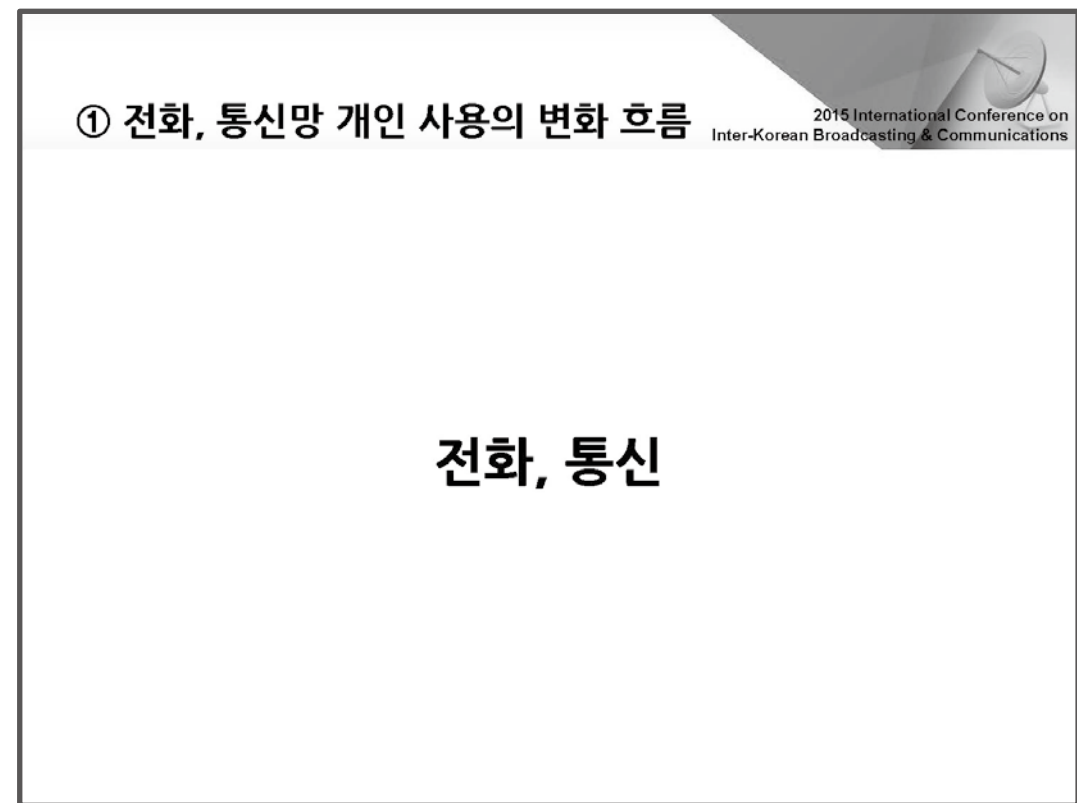 ① 전화, 통신망 개인 사용의 변화 흐름
2015 International Conference on
Inter-Korean Broadcasting & Communications
전화, 통신